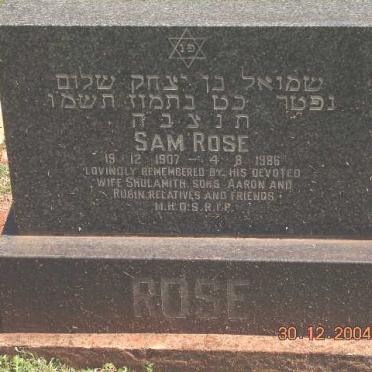 פנ
שמואל בן יצחק שלום
נפטר כט בתמוז תשמו
תנצבה
SAM ROSE
19 12 1907 - 4 8 1986
LOVINGLY REMEMBERED BY HIS DEVOTED
WIFE SHULAMITH, SONS AARON AND
ROBIN, RELATIVES AND FRIENDS
M.H.D.S.R.I.P.
ROSE
30.12.2004